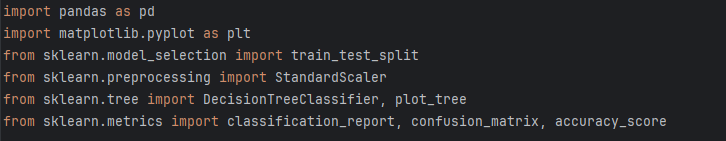 import pandas as pd
import matplotlib.pyplot as plt
from sklearn.model_selection import train_test_split
from sklearn.preprocessing import StandardScaler
from sklearn.tree import DecisionTreeClassifier, plot_tree
from sklearn.metrics import classification_report, confusion_matrix, accuracy_score